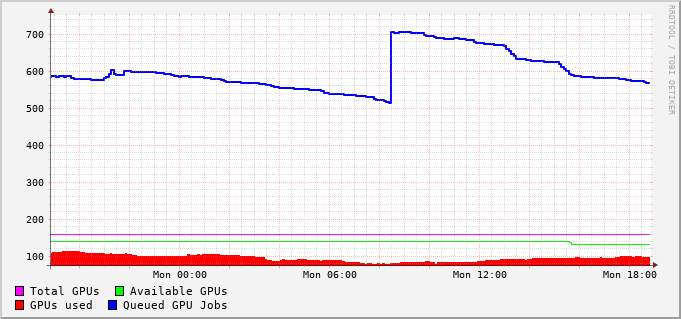 700
600
500
400
300
200
100
Mon 00:00 Mon 06:00 Mon 12:00 Mon 18:00
Total GPUs Available GPUs
GPUs used Queued GPU Jobs
RRDTOOL / TOBI OETIKER